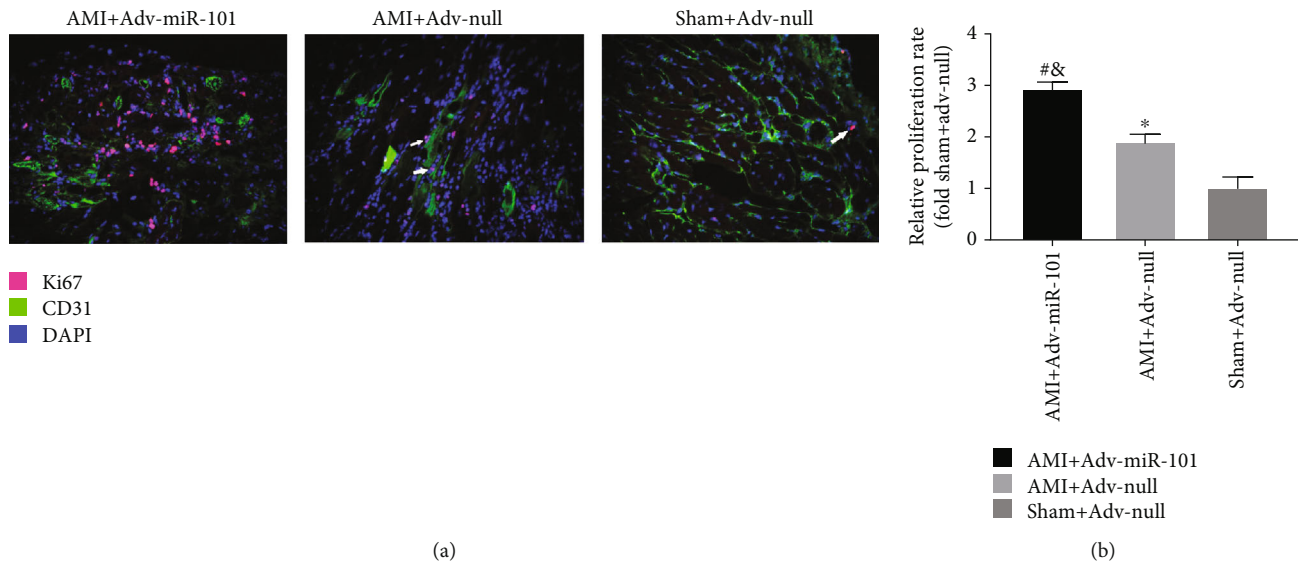 AMI+Adv-miR-101
AMI+Adv-null
Sham+Adv-null
Ki67
CD31
DAPI
(a)
Relative proliferation rate
(fold sham+adv-null)
4
3
2
1
0
#&
*
AMI+Adv-miR-101
AMI+Adv-null
Sham+Adv-null
AMI+Adv-miR-101
AMI+Adv-null
Sham+Adv-null
(b)